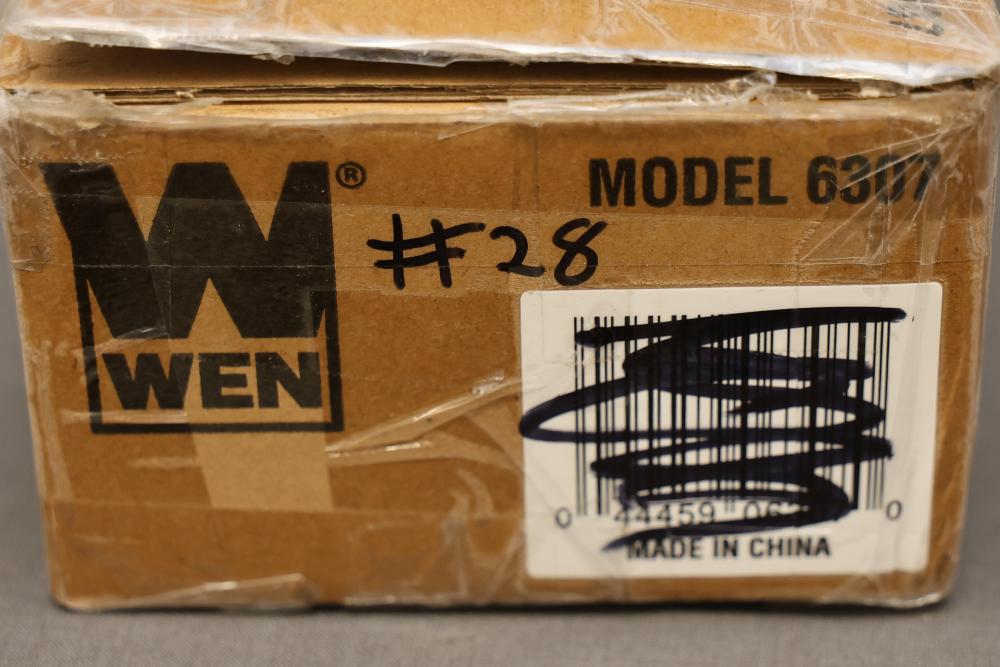 WEN®
MODEL 6307
#28
0 44459 06 0
MADE IN CHINA